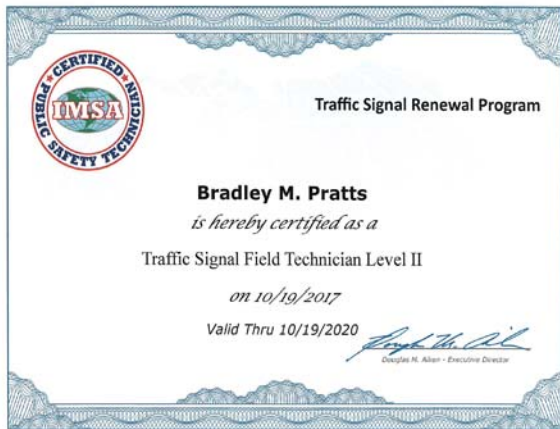 CERTIFIED
IMSA
PUBLIC SAFETY TECHNICIAN
Traffic Signal Renewal Program
Bradley M. Pratts
is hereby certified as a
Traffic Signal Field Technician Level II
on 10/19/2017
Valid Thru 10/19/2020
Douglas M. Aiken - Executive Director